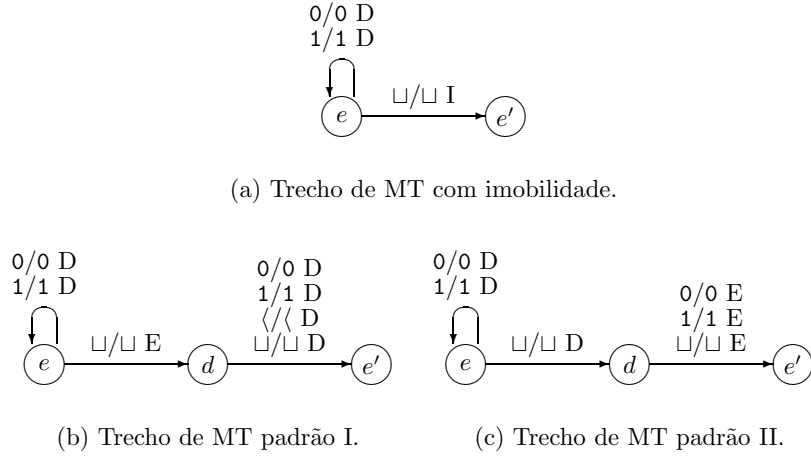 0/0 D
1/1 D
⊔/⊔ I
e
e′
(a) Trecho de MT com imobilidade.
0/0 D
1/1 D
⊔/⊔ E
0/0 D
1/1 D
⟨/⟨ D
⊔/⊔ D
e
d
e′
(b) Trecho de MT padrão I.
0/0 D
1/1 D
⊔/⊔ D
0/0 E
1/1 E
⊔/⊔ E
e
d
e′
(c) Trecho de MT padrão II.